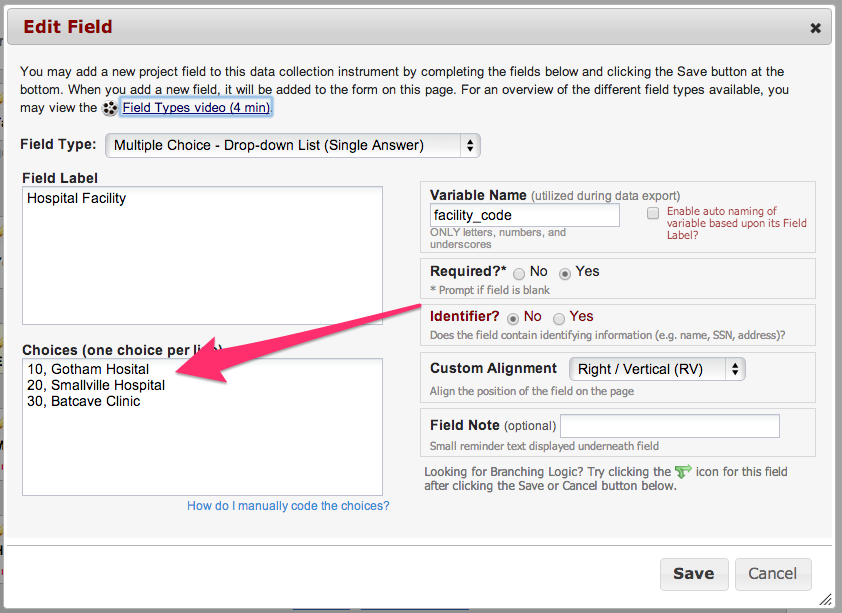 Edit Field
You may add a new project field to this data collection instrument by completing the fields below and clicking the Save button at the
bottom. When you add a new field, it will be added to the form on this page. For an overview of the different field types available, you
may view the Field Types video (4 min).
Field Type: Multiple Choice - Drop-down List (Single Answer)
Field Label
Hospital Facility
Choices (one choice per line)
10, Gotham Hosital
20, Smallville Hospital
30, Batcave Clinic
How do I manually code the choices?
Variable Name (utilized during data export)
facility_code
ONLY letters, numbers, and
underscores
Enable auto naming of
variable based upon its Field
Label?
Required?* No Yes
* Prompt if field is blank
Identifier? No Yes
Does the field contain identifying information (e.g. name, SSN, address)?
Custom Alignment Right / Vertical (RV)
Align the position of the field on the page
Field Note (optional)
Small reminder text displayed underneath field
Looking for Branching Logic? Try clicking the icon for this field
after clicking the Save or Cancel button below.
Save Cancel